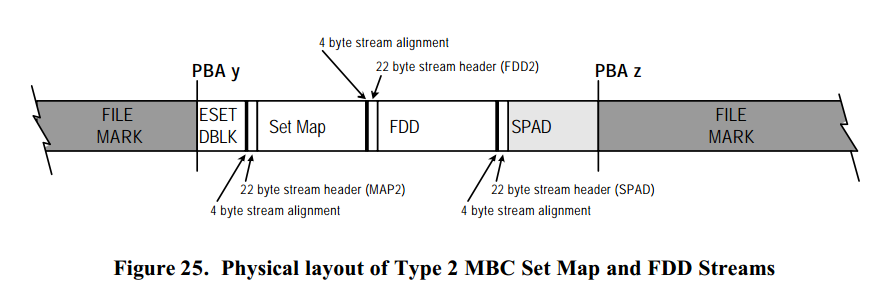 4 byte stream alignment
22 byte stream header (FDD2)
PBA y
PBA z
FILE
MARK
ESET
DBLK
Set Map
FDD
SPAD
FILE
MARK
22 byte stream header (MAP2)
4 byte stream alignment
22 byte stream header (SPAD)
4 byte stream alignment
Figure 25. Physical layout of Type 2 MBC Set Map and FDD Streams